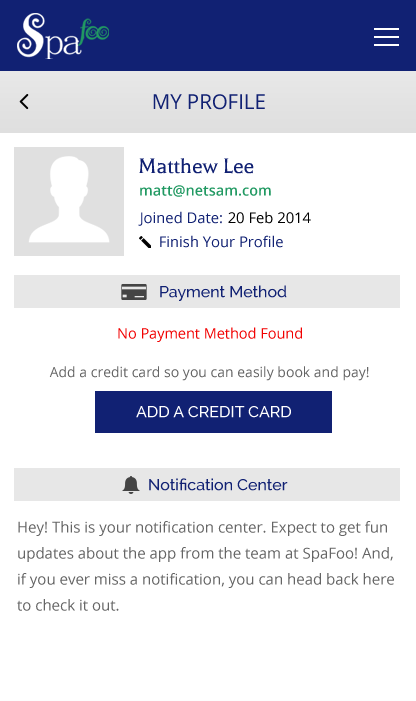 Spafoo
MY PROFILE
Matthew Lee
matt@netsam.com
Joined Date: 20 Feb 2014
Finish Your Profile
Payment Method
No Payment Method Found
Add a credit card so you can easily book and pay!
ADD A CREDIT CARD
Notification Center
Hey! This is your notification center. Expect to get fun
updates about the app from the team at SpaFoo! And,
if you ever miss a notification, you can head back here
to check it out.